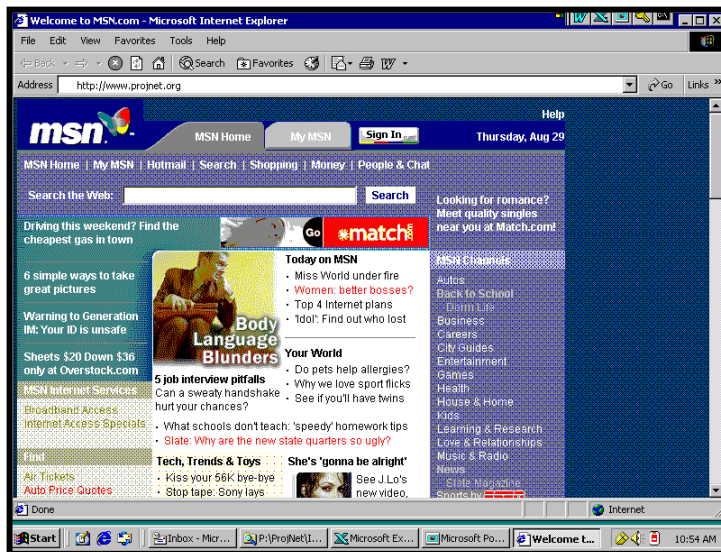 Welcome to MSN.com - Microsoft Internet Explorer
File Edit View Favorites Tools Help
Back Search Favorites
Address http://www.projnet.org Go Links »
Help
msn MSN Home My MSN Sign In Thursday, Aug 29
MSN Home | My MSN | Hotmail | Search | Shopping | Money | People & Chat
Search the Web: Search
Looking for romance?
Meet quality singles
near you at Match.com!
Driving this weekend? Find the
cheapest gas in town
Go match
6 simple ways to take
great pictures
Warning to Generation
IM: Your ID is unsafe
Sheets $20 Down $36
only at Overstock.com
MSN Internet Services
Broadband Access
Internet Access Specials
Find
Air Tickets
Auto Price Quotes
Body
Language
Blunders
5 job interview pitfalls
Can a sweaty handshake
hurt your chances?
Today on MSN
· Miss World under fire
· Women: better bosses?
· Top 4 Internet plans
· 'Idol': Find out who lost
Your World
· Do pets help allergies?
· Why we love sport flicks
· See if you'll have twins
· What schools don't teach: 'speedy' homework tips
· Slate: Why are the new state quarters so ugly?
Tech, Trends & Toys
· Kiss your 56K bye-bye
· Stop tape: Sony lays
She's 'gonna be alright'
See J.Lo's
new video,
MSN Channels
Autos
Back to School
Dorm Life
Business
Careers
City Guides
Entertainment
Games
Health
House & Home
Kids
Learning & Research
Love & Relationships
Music & Radio
News
Slate Magazine
Sports by
Done Internet
Start Inbox - Micr... P:\ProjNet\I... Microsoft Ex... Microsoft Po... Welcome t... 10:54 AM